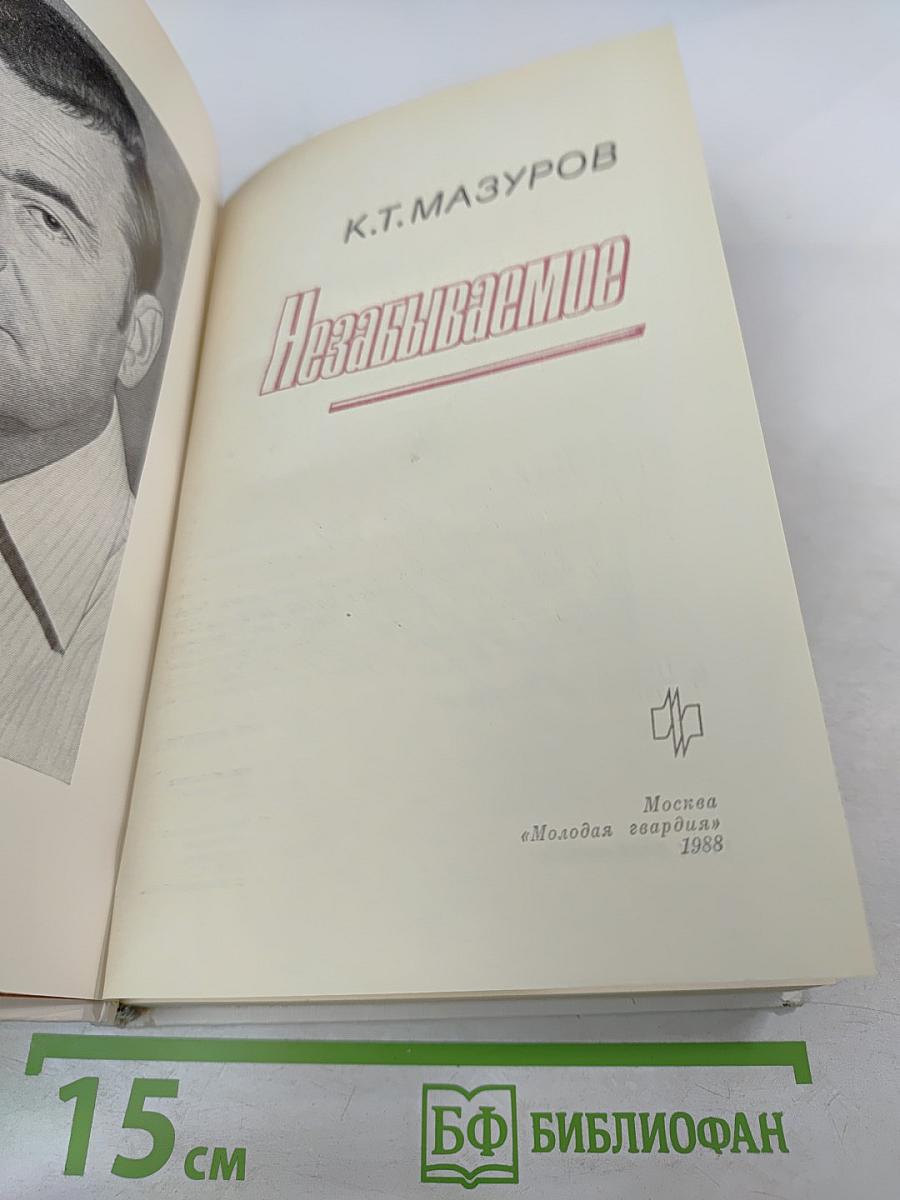 К.Т. МАЗУРОВ
Незабываемое
Москва
«Молодая гвардия»
1988
15 см
БФ БИБЛИОФАН